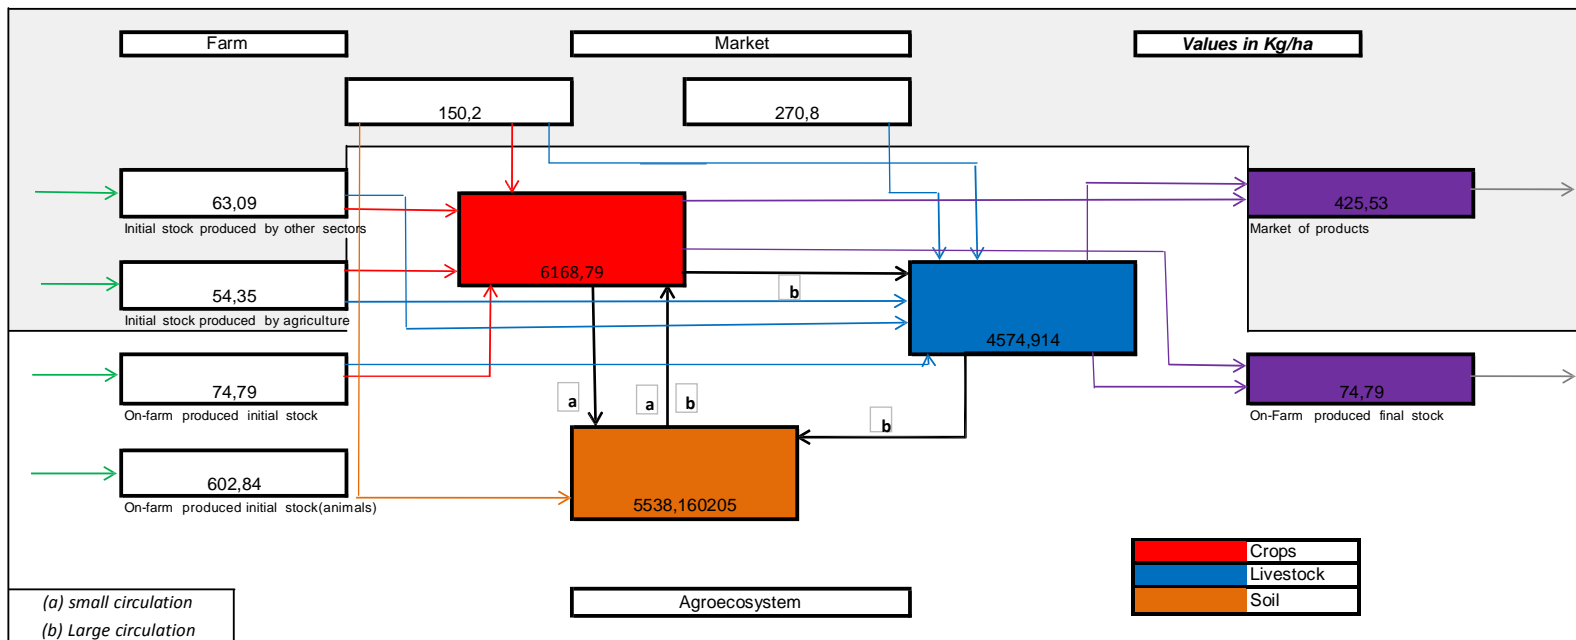 Farm
Market
Values in Kg/ha
150,2
270,8
63,09
Initial stock produced by other sectors
425,53
Market of products
6168,79
b
54,35
Initial stock produced by agriculture
4574,914
74,79
On-farm produced initial stock
74,79
On-Farm produced final stock
a
a
b
b
602,84
On-farm produced initial stock(animals)
5538,160205
Crops
Livestock
Soil
Agroecosystem
(a) small circulation
(b) Large circulation